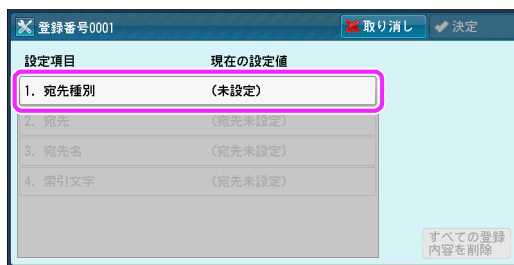 登録番号0001
取り消し
決定
設定項目 現在の設定値
1. 宛先種別 (未設定)
2. 宛先 (宛先未設定)
3. 宛先名 (宛先未設定)
4. 索引文字 (宛先未設定)
すべての登録
内容を削除